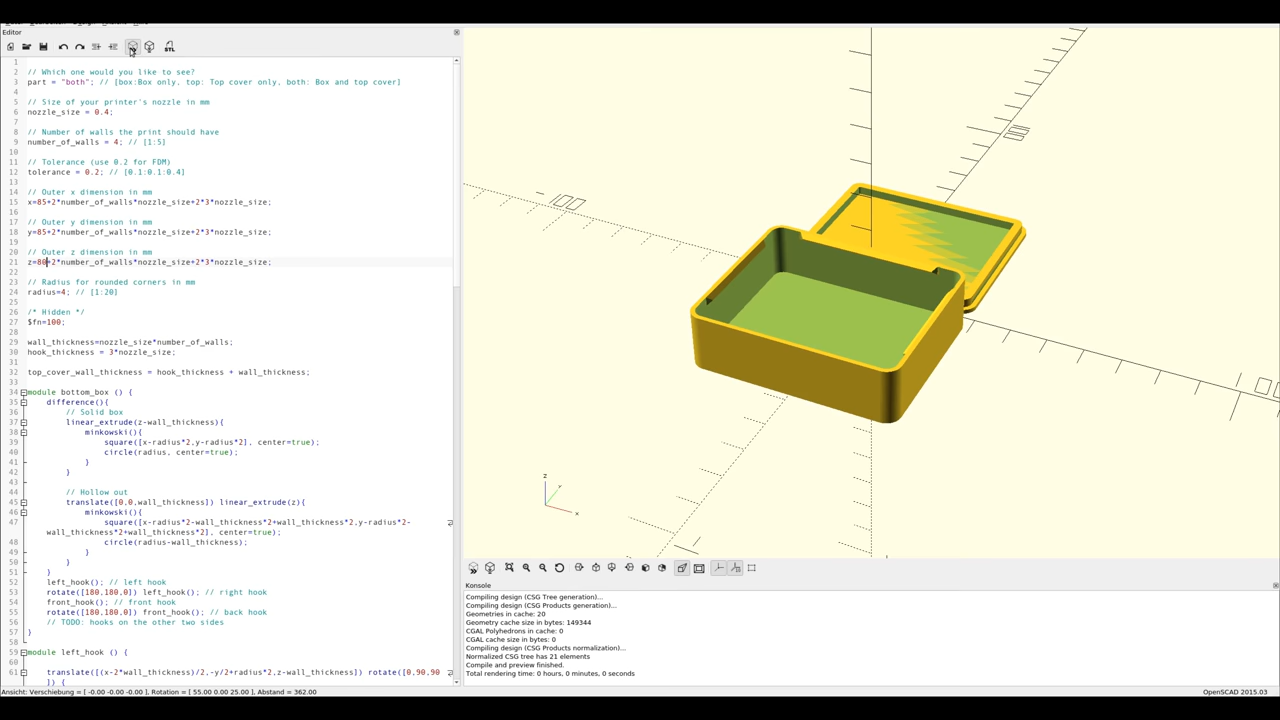 Editor
STL
1
2 // Which one would you like to see?
3 part = "both"; // [box:Box only, top: Top cover only, both: Box and top cover]
4
5 // Size of your printer's nozzle in mm
6 nozzle_size = 0.4;
7
8 // Number of walls the print should have
9 number_of_walls = 4; // [1:5]
10
11 // Tolerance (use 0.2 for FDM)
12 tolerance = 0.2; // [0.1:0.1:0.4]
13
14 // Outer x dimension in mm
15 x=85+2*number_of_walls*nozzle_size+2*3*nozzle_size;
16
17 // Outer y dimension in mm
18 y=85+2*number_of_walls*nozzle_size+2*3*nozzle_size;
19
20 // Outer z dimension in mm
21 z=80+2*number_of_walls*nozzle_size+2*3*nozzle_size;
22
23 // Radius for rounded corners in mm
24 radius=4; // [1:20]
25
26 /* Hidden */
27 $fn=100;
28
29 wall_thickness=nozzle_size*number_of_walls;
30 hook_thickness = 3*nozzle_size;
31
32 top_cover_wall_thickness = hook_thickness + wall_thickness;
33
34 module bottom_box () {
35 difference(){
36 // Solid box
37 linear_extrude(z-wall_thickness){
38 minkowski(){
39 square([x-radius*2,y-radius*2], center=true);
40 circle(radius, center=true);
41 }
42 }
43
44 // Hollow out
45 translate([0,0,wall_thickness]) linear_extrude(z){
46 minkowski(){
47 square([x-radius*2-wall_thickness*2+wall_thickness*2,y-radius*2-
wall_thickness*2+wall_thickness*2], center=true);
48 circle(radius-wall_thickness);
49 }
50 }
51 }
52 left_hook(); // left hook
53 rotate([180,180,0]) left_hook(); // right hook
54 front_hook(); // front hook
55 rotate([180,180,0]) front_hook(); // back hook
56 // TODO: hooks on the other two sides
57 }
58
59 module left_hook () {
60
61 translate([(x-2*wall_thickness)/2,-y/2+radius*2,z-wall_thickness]) rotate([0,90,90
]) {
100
100
z
y
x
Konsole
Compiling design (CSG Tree generation)...
Compiling design (CSG Products generation)...
Geometries in cache: 20
Geometry cache size in bytes: 149344
CGAL Polyhedrons in cache: 0
CGAL cache size in bytes: 0
Compiling design (CSG Products normalization)...
Normalized CSG tree has 21 elements
Compile and preview finished.
Total rendering time: 0 hours, 0 minutes, 0 seconds
Ansicht: Verschiebung = [ -0.00 -0.00 -0.00 ], Rotation = [ 55.00 0.00 25.00 ], Abstand = 362.00
OpenSCAD 2015.03